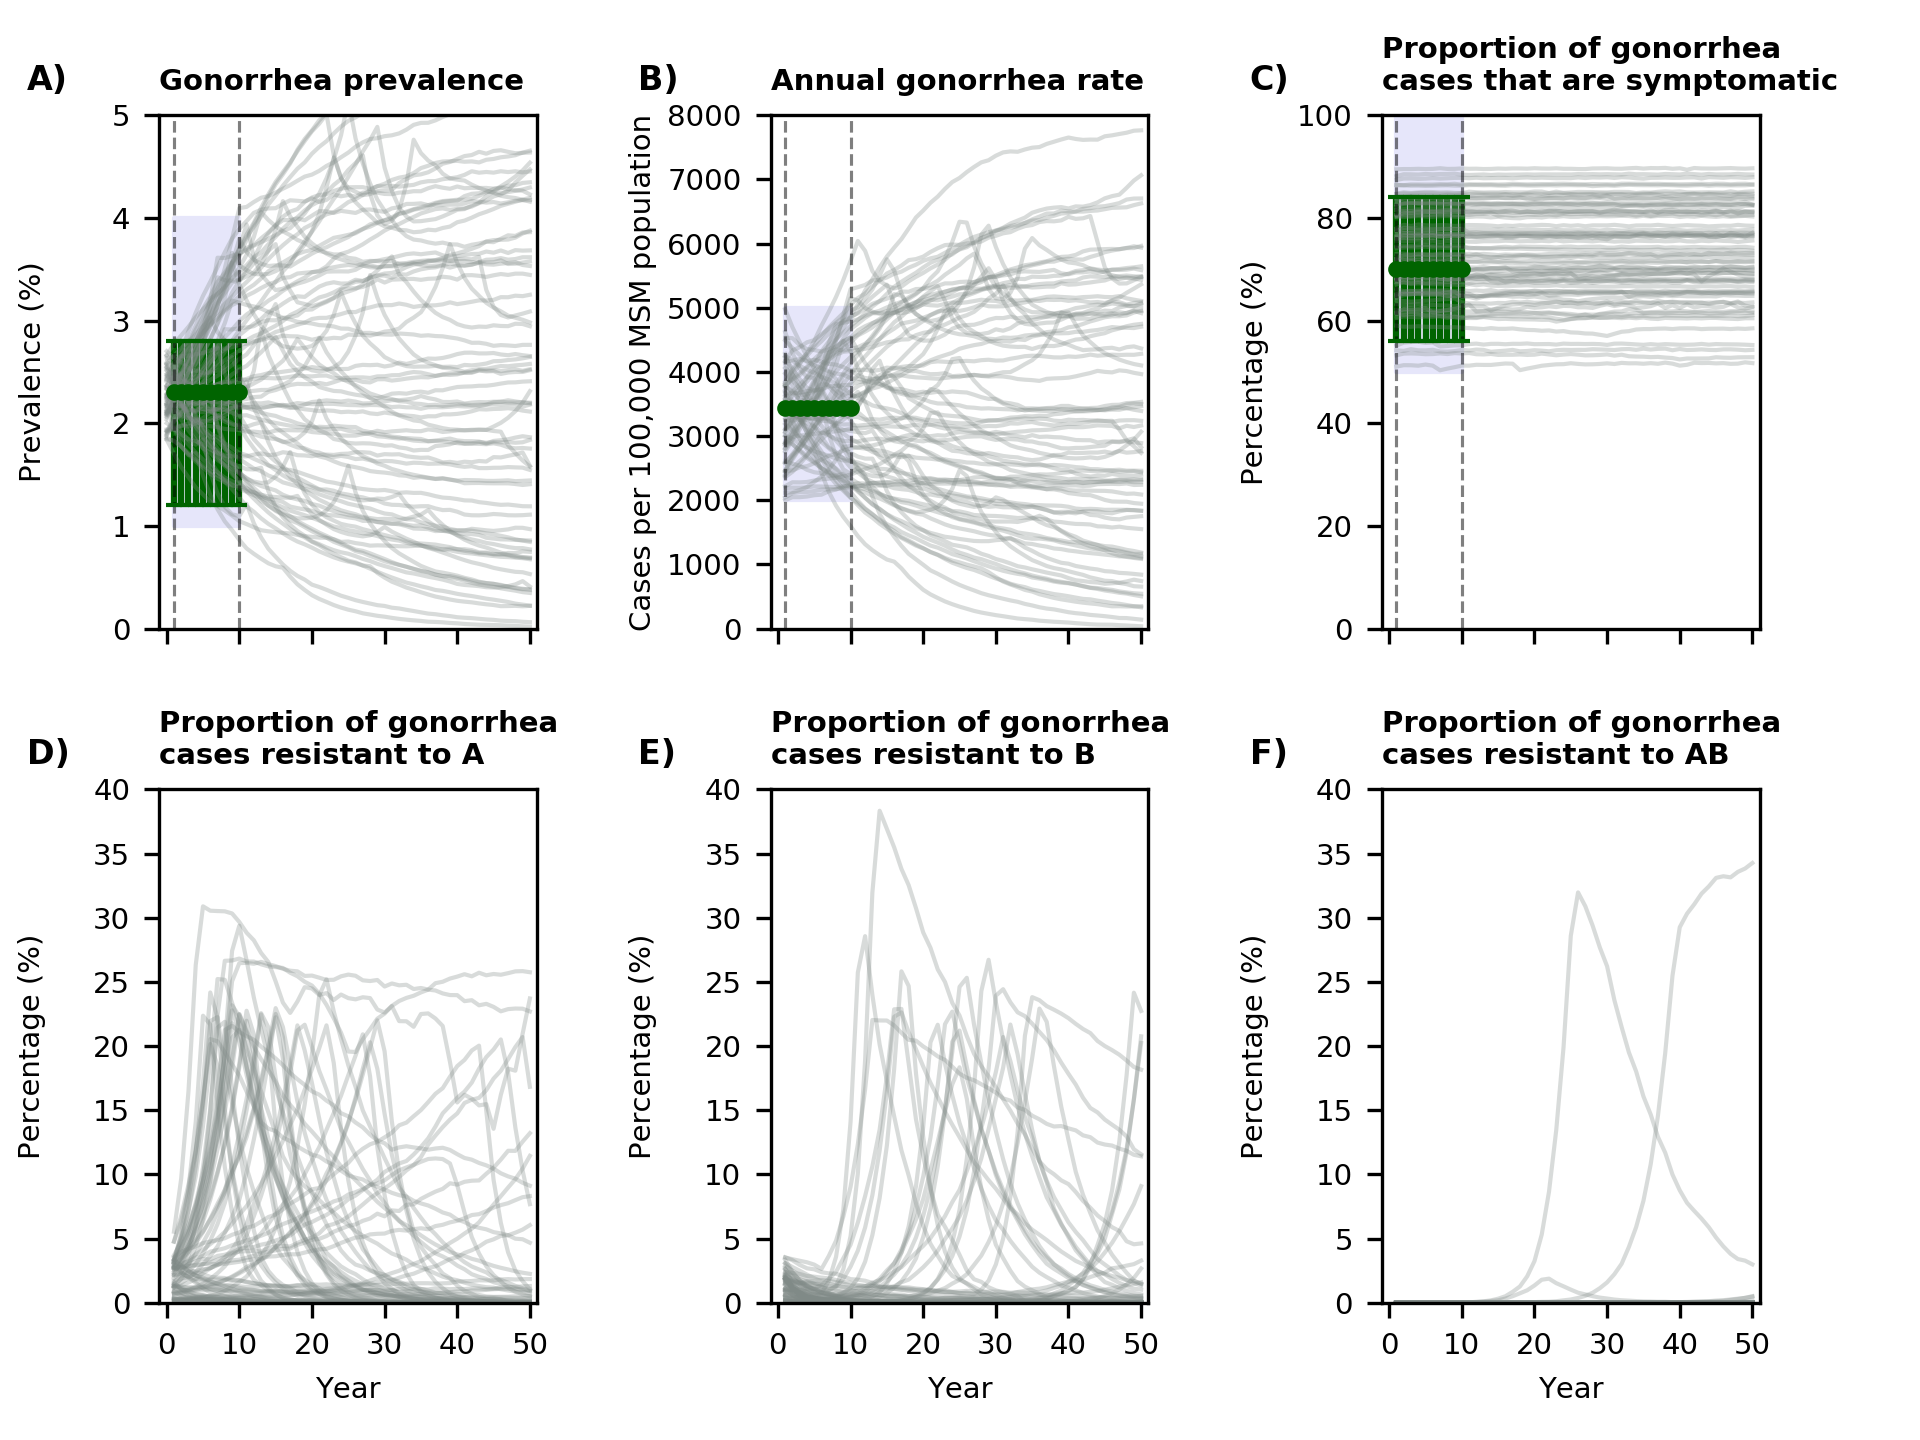 A)
Gonorrhea prevalence
Prevalence (%)
5
4
3
2
1
0
B)
Annual gonorrhea rate
Cases per 100,000 MSM population
8000
7000
6000
5000
4000
3000
2000
1000
0
C)
Proportion of gonorrhea
cases that are symptomatic
Percentage (%)
100
80
60
40
20
0
D)
Proportion of gonorrhea
cases resistant to A
Percentage (%)
40
35
30
25
20
15
10
5
0
0 10 20 30 40 50
Year
E)
Proportion of gonorrhea
cases resistant to B
Percentage (%)
40
35
30
25
20
15
10
5
0
0 10 20 30 40 50
Year
F)
Proportion of gonorrhea
cases resistant to AB
Percentage (%)
40
35
30
25
20
15
10
5
0
0 10 20 30 40 50
Year